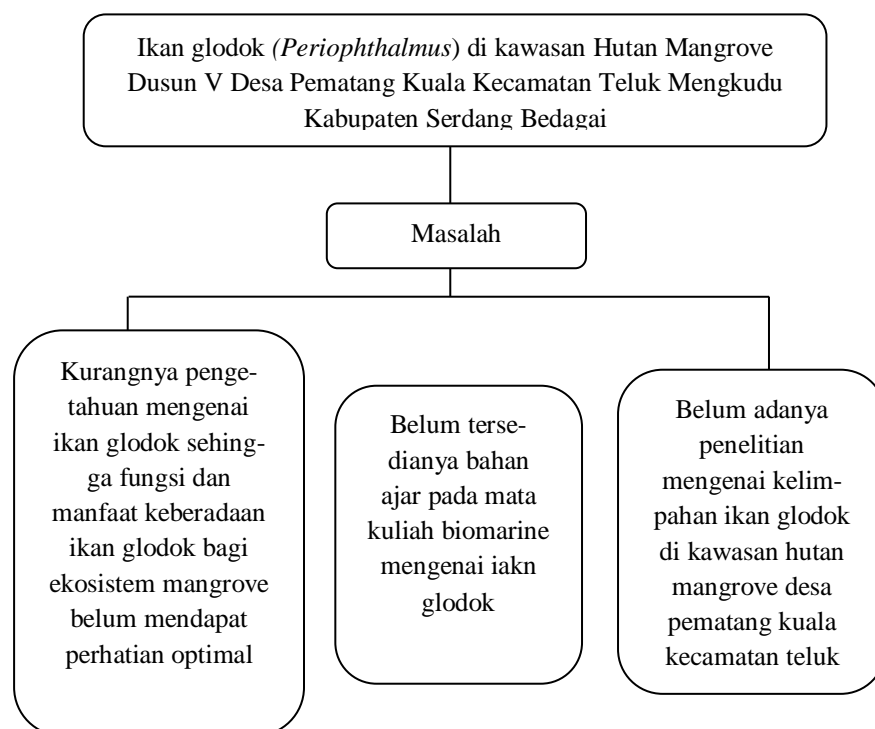 Ikan glodok (Periophthalmus) di kawasan Hutan Mangrove
Dusun V Desa Pematang Kuala Kecamatan Teluk Mengkudu
Kabupaten Serdang Bedagai
Masalah
Kurangnya penge-
tahuan mengenai
ikan glodok sehin-
gga fungsi dan
manfaat keberadaan
ikan glodok bagi
ekosistem mangrove
belum mendapat
perhatian optimal
Belum terse-
dianya bahan
ajar pada mata
kuliah biomarine
mengenai iakn
glodok
Belum adanya
penelitian
mengenai kelim-
pahan ikan glodok
di kawasan hutan
mangrove desa
pematang kuala
kecamatan teluk